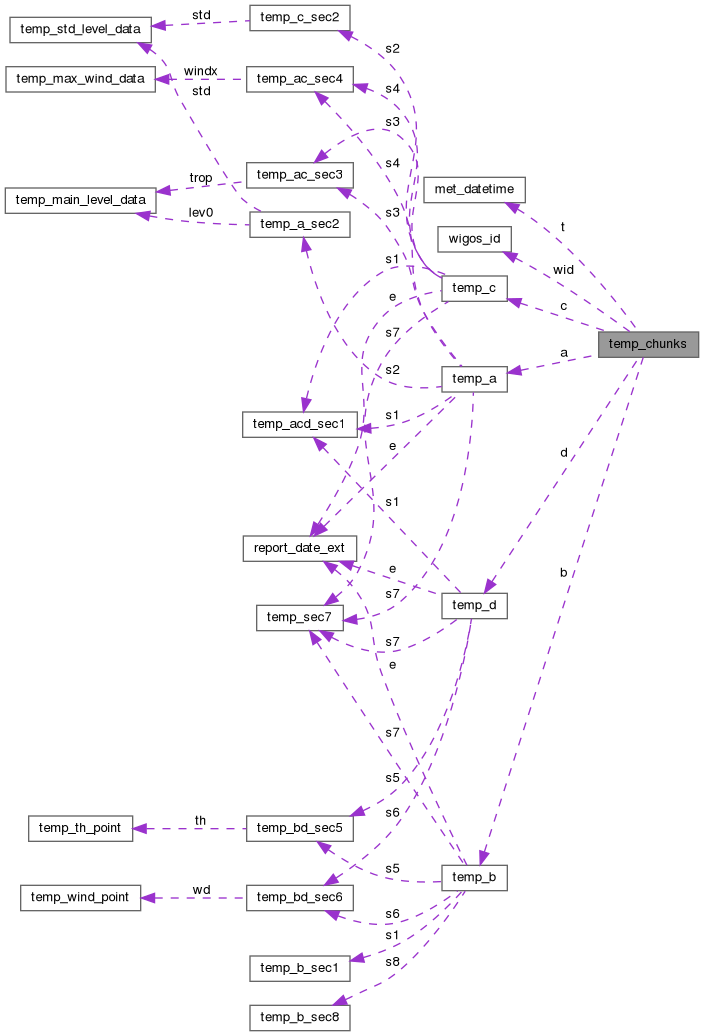 temp_c_sec2
std
temp_std_level_data
s2
windx
temp_ac_sec4
temp_max_wind_data
s4
std
s3
s4
temp_ac_sec3
trop
met_datetime
temp_main_level_data
lev0
s3
temp_a_sec2
t
wigos_id
s1
wid
temp_c
e
c
s7
temp_chunks
a
s2
temp_a
s1
temp_acd_sec1
e
d
s1
report_date_ext
e
b
s7
temp_d
temp_sec7
s7
e
s7
s5
s6
th
temp_th_point
temp_bd_sec5
s5
temp_b
wd
temp_wind_point
temp_bd_sec6
s6
s1
s8
temp_b_sec1
temp_b_sec8